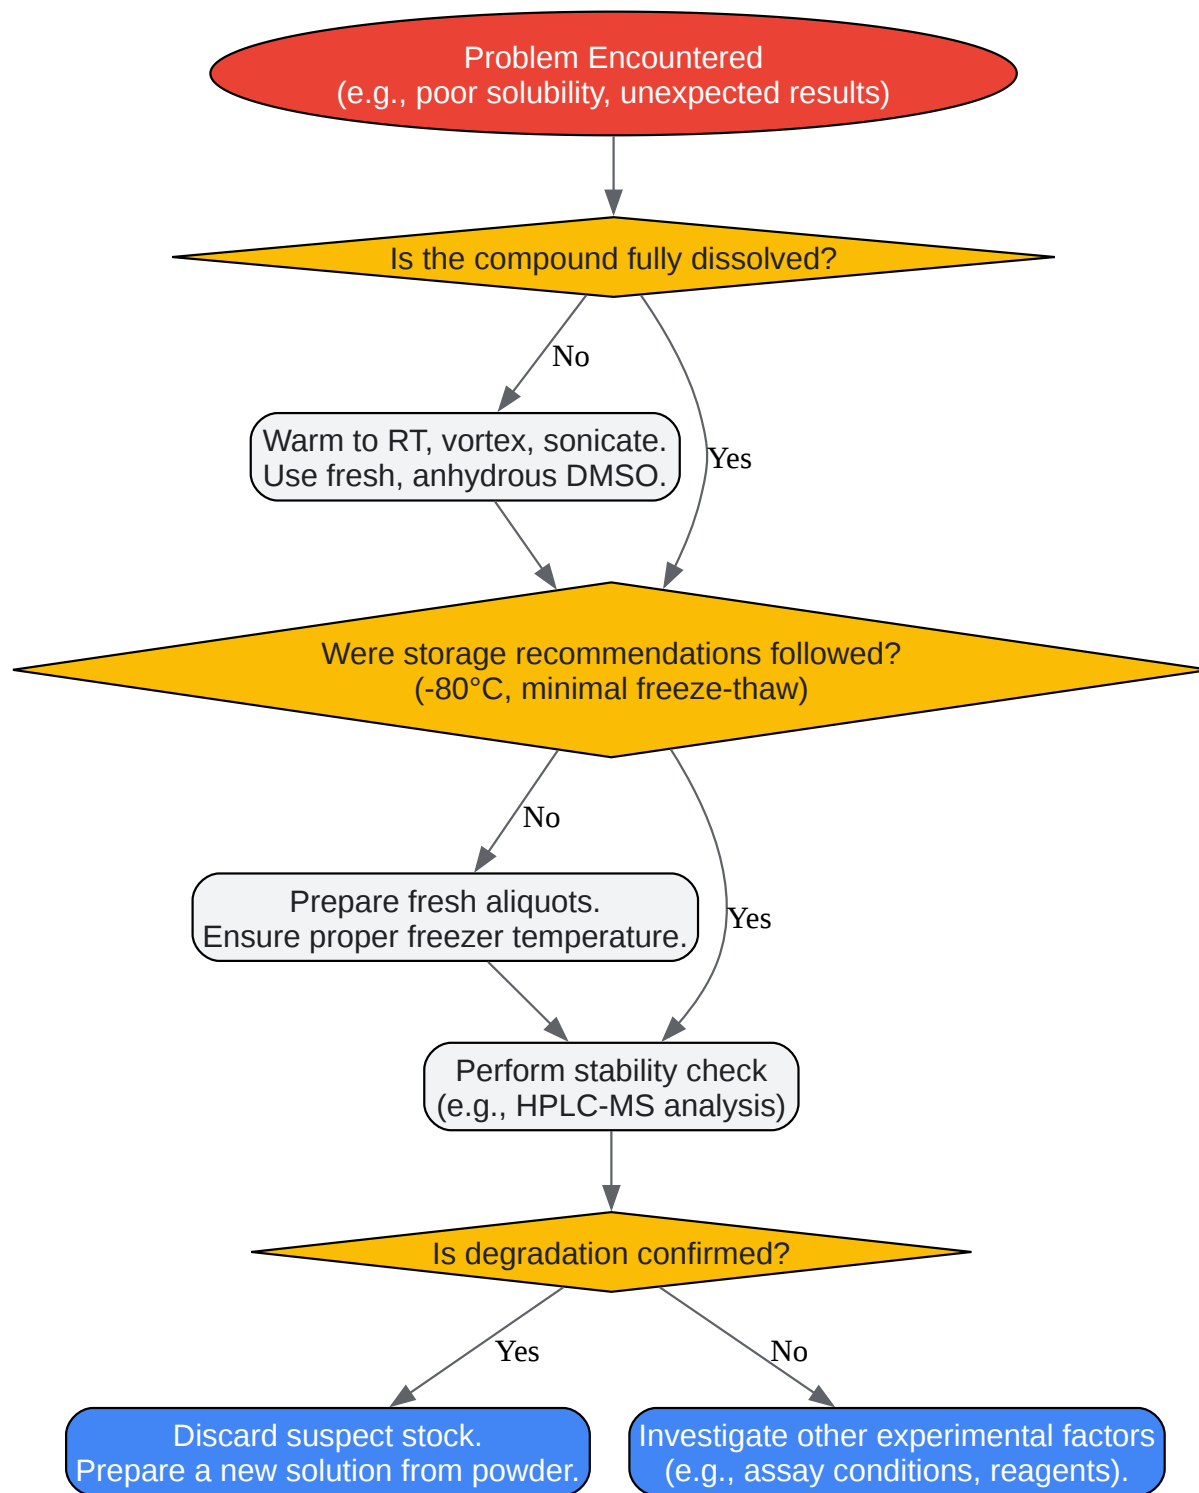 Problem Encountered
(e.g., poor solubility, unexpected results)
Is the compound fully dissolved?
No
Warm to RT, vortex, sonicate.
Use fresh, anhydrous DMSO.
Yes
Were storage recommendations followed?
(-80°C, minimal freeze-thaw)
No
Prepare fresh aliquots.
Ensure proper freezer temperature.
Yes
Perform stability check
(e.g., HPLC-MS analysis)
Is degradation confirmed?
Yes
No
Discard suspect stock.
Prepare a new solution from powder.
Investigate other experimental factors
(e.g., assay conditions, reagents).